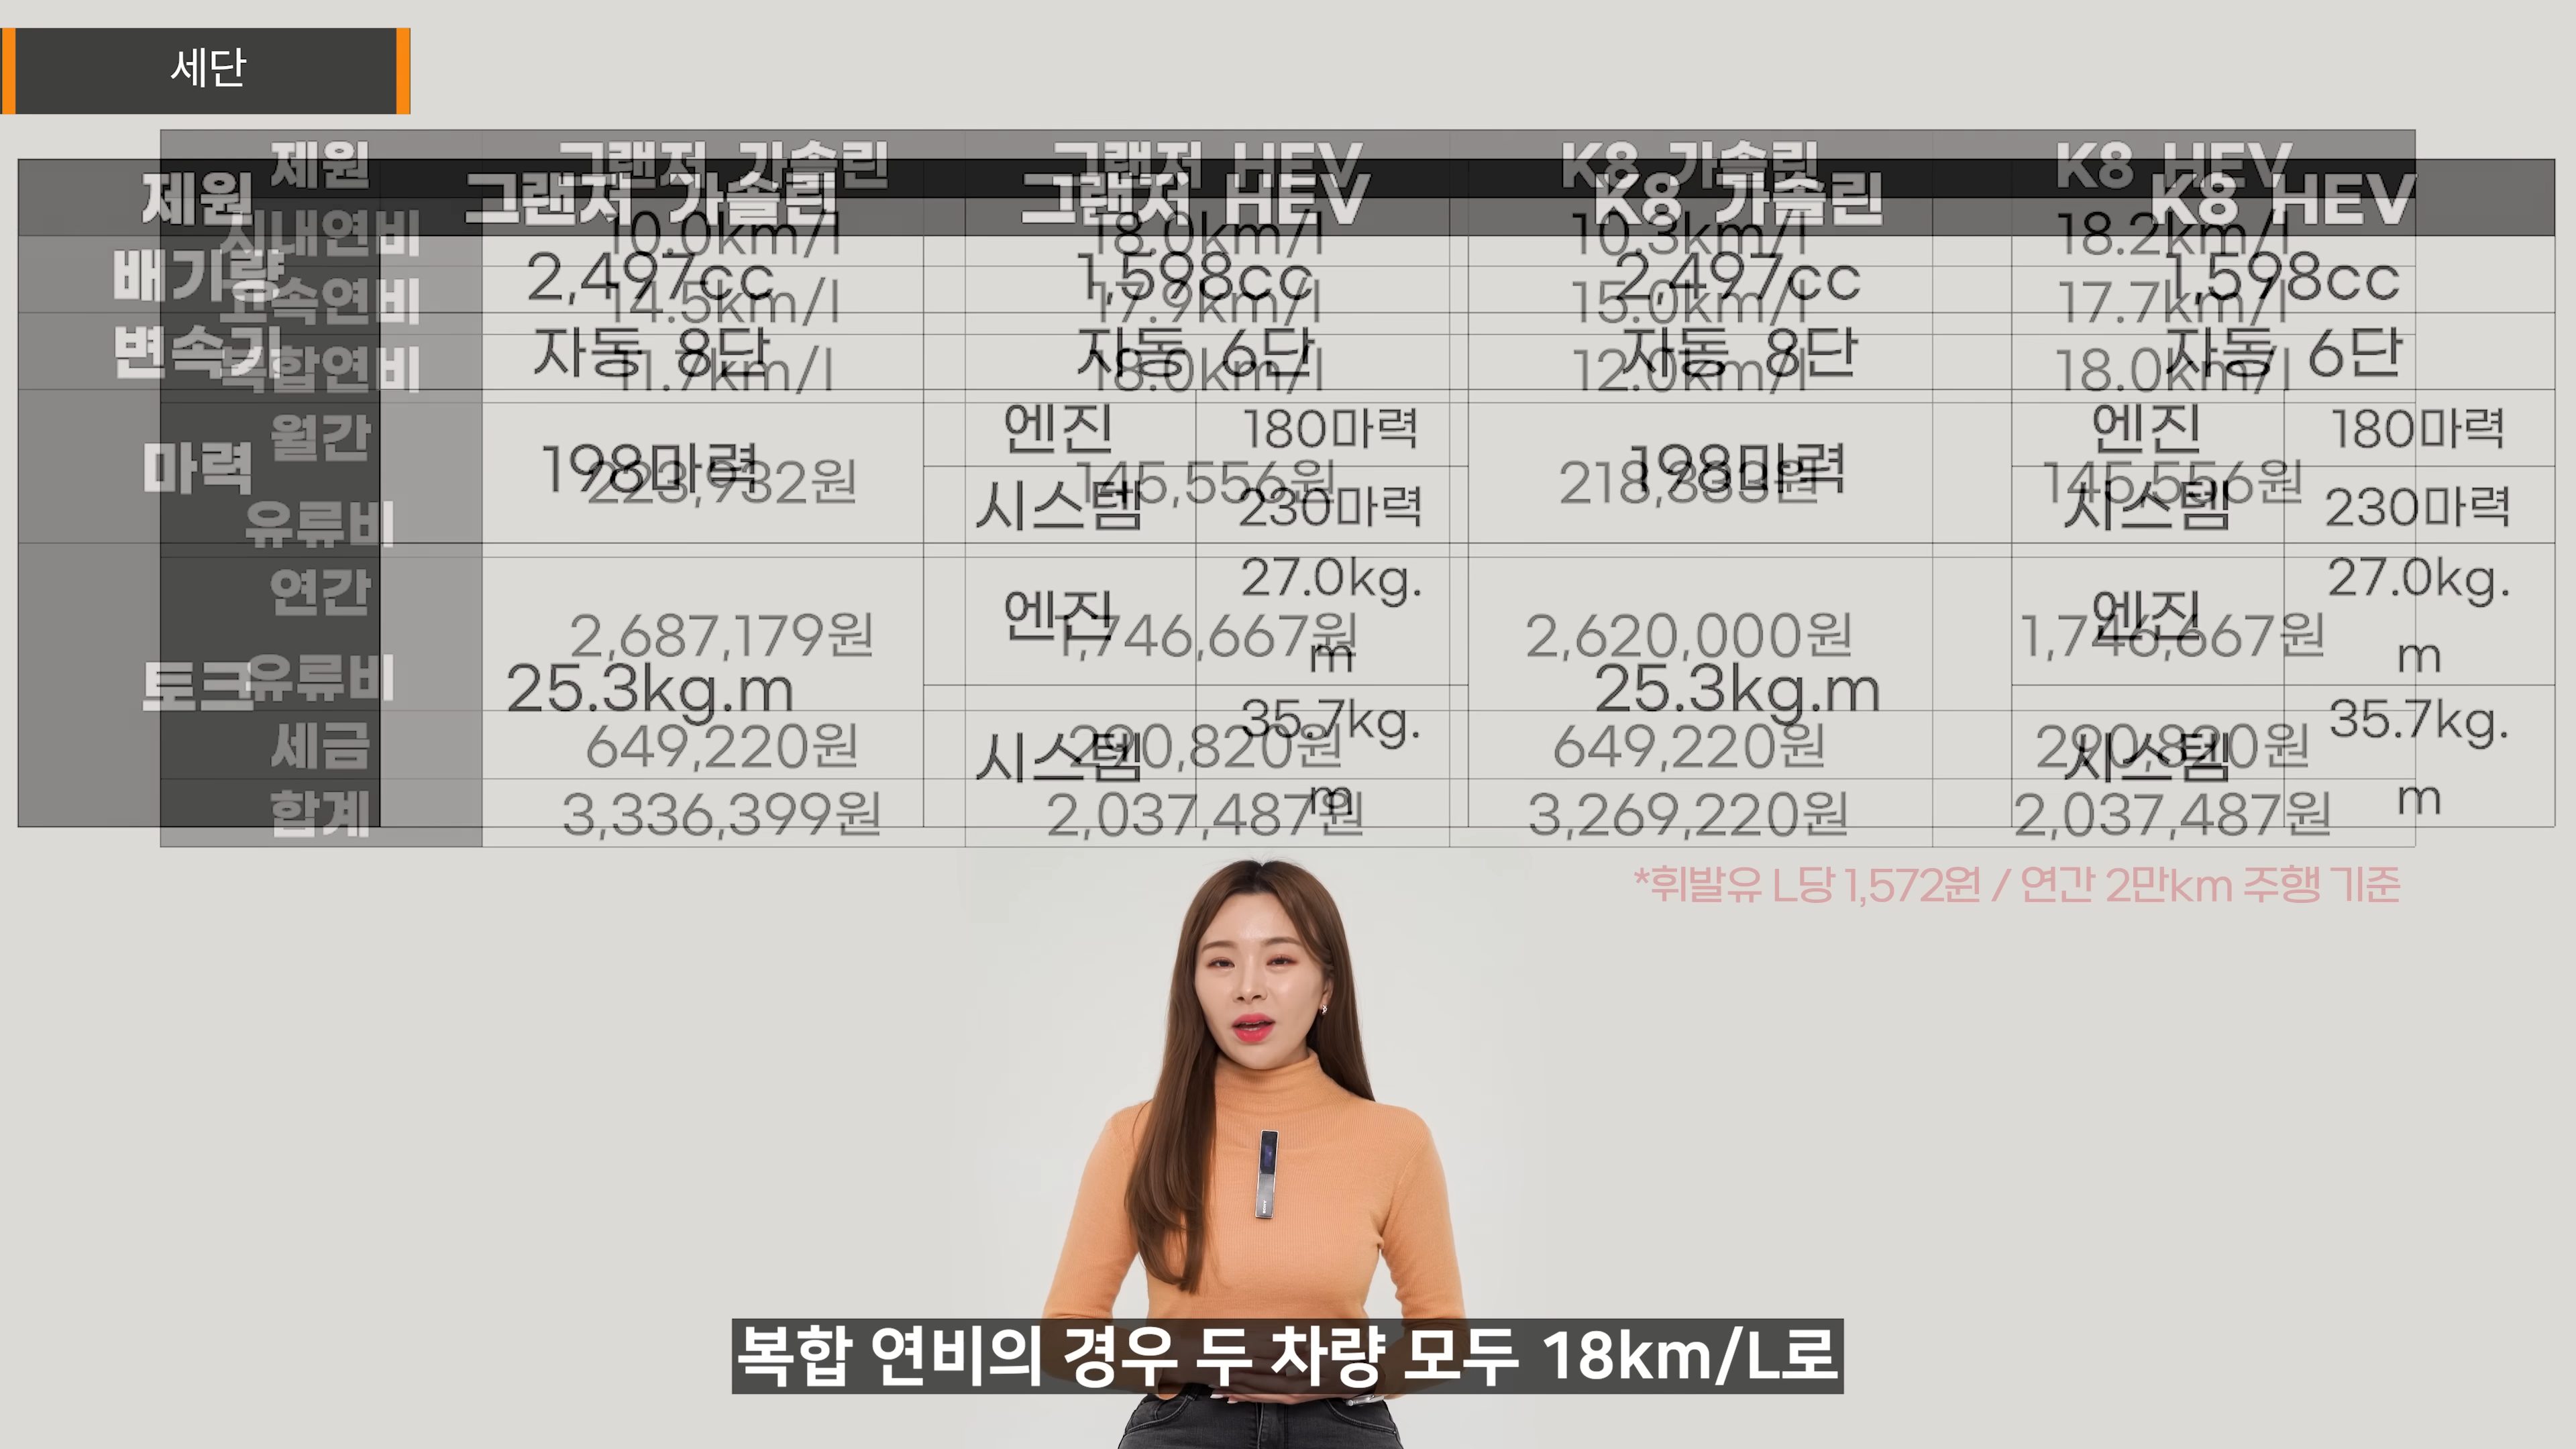 세단
제원 그랜저 가솔린 그랜저 HEV K8 가솔린 K8 HEV
배기량 2,497cc 1,598cc 2,497cc 1,598cc
변속기 자동 8단 자동 6단 자동 8단 자동 6단
마력 198마력 엔진 180마력 198마력 엔진 180마력
시스템 230마력 시스템 230마력
토크 25.3kg.m 엔진 27.0kg.m 25.3kg.m 엔진 27.0kg.m
시스템 35.7kg.m 시스템 35.7kg.m
제원 그랜저 가솔린 그랜저 HEV K8 가솔린 K8 HEV
시내연비 10.0km/l 18.0km/l 10.3km/l 18.2km/l
고속연비 14.5km/l 17.9km/l 15.0km/l 17.7km/l
복합연비 11.7km/l 18.0km/l 12.0km/l 18.0km/l
월간 유류비 223,932원 145,556원 218,333원 145,556원
연간 유류비 2,687,179원 1,746,667원 2,620,000원 1,746,667원
세금 649,220원 290,820원 649,220원 290,820원
합계 3,336,399원 2,037,487원 3,269,220원 2,037,487원
*휘발유 L당 1,572원 / 연간 2만km 주행 기준
복합 연비의 경우 두 차량 모두 18km/L로